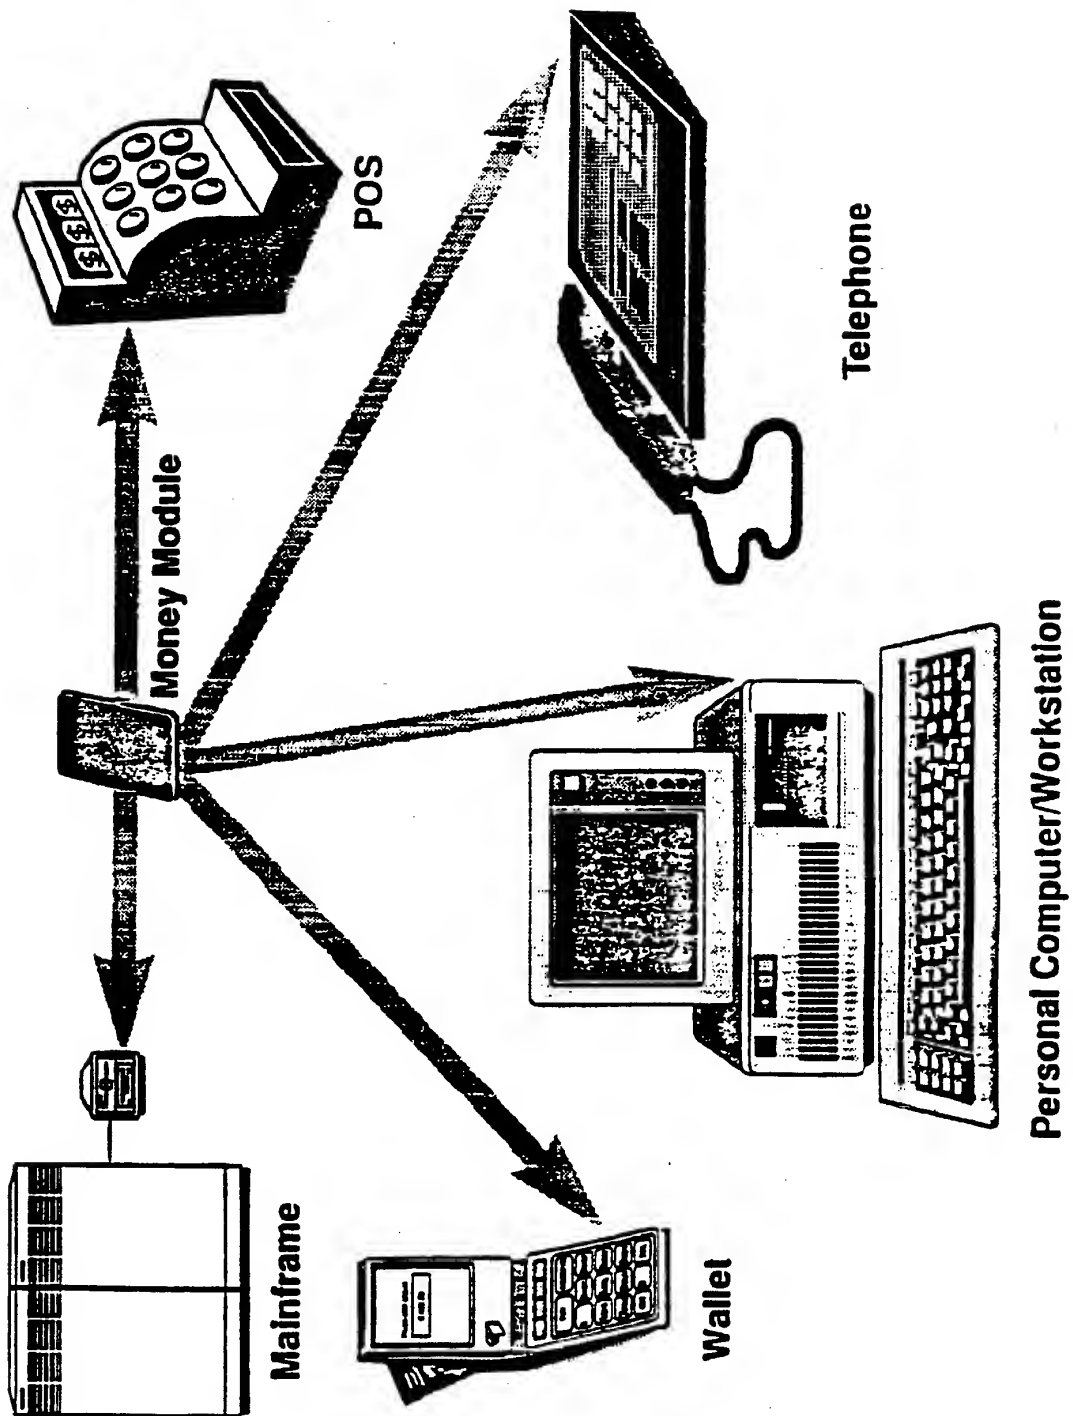 Mainframe
Money Module
$$$
POS
Wallet
Personal Computer/Workstation
Telephone